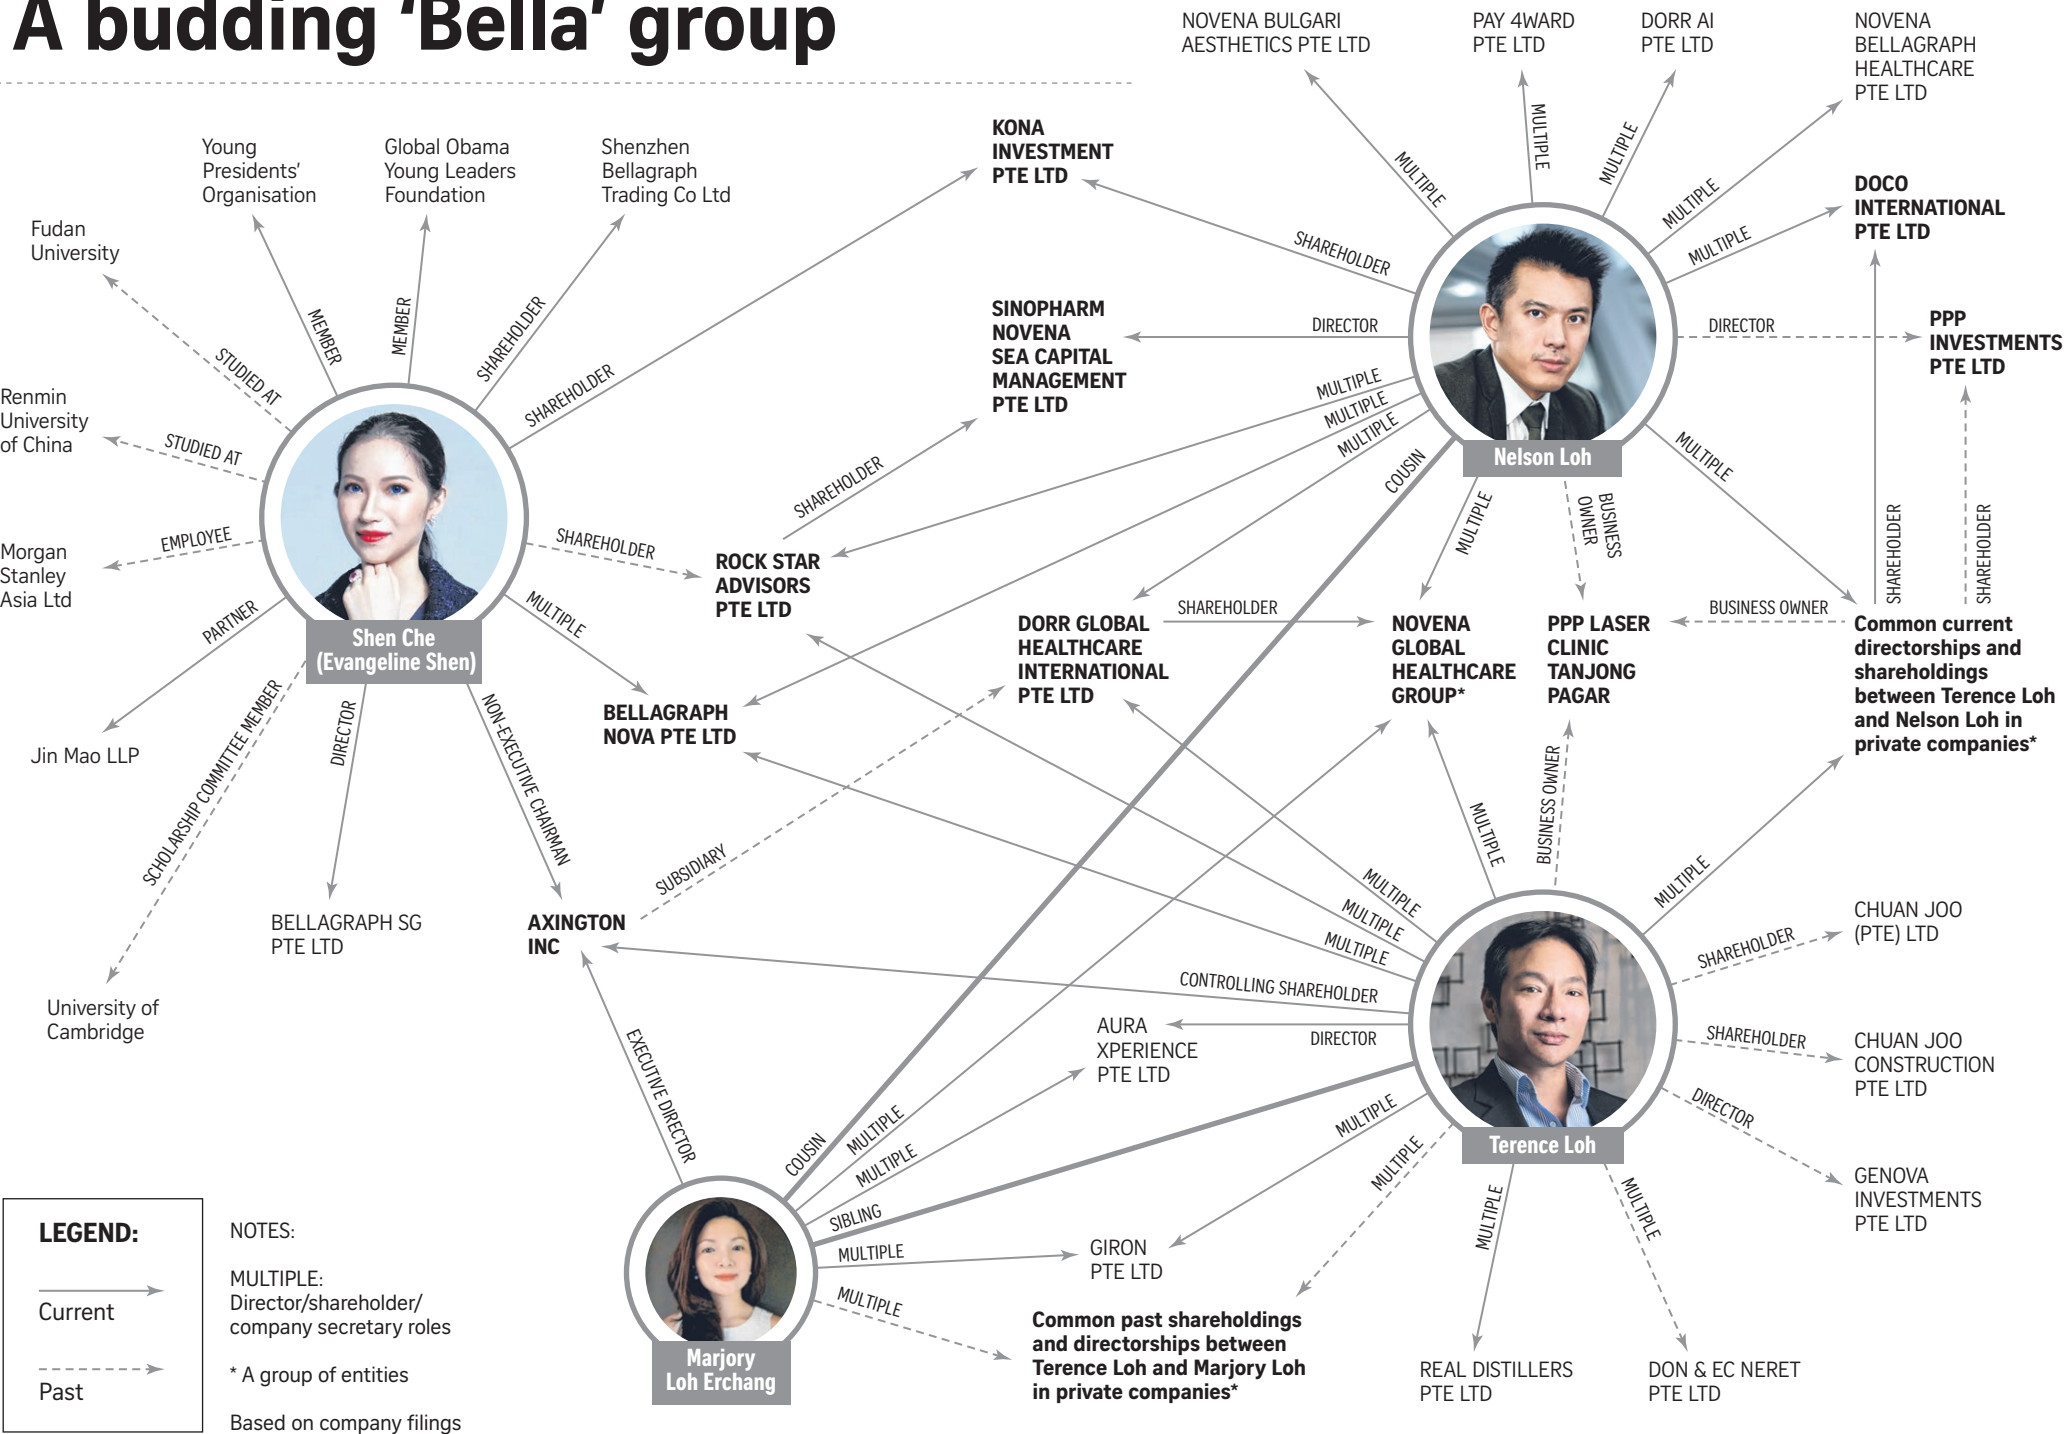 A budding ‘Bella’ group
NOVENA BULGARI
AESTHETICS PTE LTD
PAY 4WARD
PTE LTD
DORR AI
PTE LTD
NOVENA
BELLAGRAPH
HEALTHCARE
PTE LTD
Young
Presidents’
Organisation
Global Obama
Young Leaders
Foundation
Shenzhen
Bellagraph
Trading Co Ltd
KONA
INVESTMENT
PTE LTD
MULTIPLE
MULTIPLE
MULTIPLE
MULTIPLE
DOCO
INTERNATIONAL
PTE LTD
MULTIPLE
Fudan
University
MEMBER
MEMBER
SHAREHOLDER
SHAREHOLDER
SHAREHOLDER
STUDIED AT
SINOPHARM
NOVENA
SEA CAPITAL
MANAGEMENT
PTE LTD
DIRECTOR
DIRECTOR
PPP
INVESTMENTS
PTE LTD
Renmin
University
of China
STUDIED AT
MULTIPLE
MULTIPLE
MULTIPLE
COUSIN
Nelson Loh
MULTIPLE
SHAREHOLDER
MULTIPLE
BUSINESS
OWNER
SHAREHOLDER
SHAREHOLDER
Morgan
Stanley
Asia Ltd
EMPLOYEE
SHAREHOLDER
ROCK STAR
ADVISORS
PTE LTD
PARTNER
MULTIPLE
Shen Che
(Evangeline Shen)
DORR GLOBAL
HEALTHCARE
INTERNATIONAL
PTE LTD
SHAREHOLDER
NOVENA
GLOBAL
HEALTHCARE
GROUP*
PPP LASER
CLINIC
TANJONG
PAGAR
BUSINESS OWNER
Common current
directorships and
shareholdings
between Terence Loh
and Nelson Loh in
private companies*
BELLAGRAPH
NOVA PTE LTD
Jin Mao LLP
SCHOLARSHIP COMMITTEE MEMBER
DIRECTOR
NON-EXECUTIVE CHAIRMAN
SUBSIDIARY
MULTIPLE
BUSINESS OWNER
MULTIPLE
MULTIPLE
MULTIPLE
MULTIPLE
BELLAGRAPH SG
PTE LTD
AXINGTON
INC
CHUAN JOO
(PTE) LTD
SHAREHOLDER
CONTROLLING SHAREHOLDER
University of
Cambridge
AURA
XPERIENCE
PTE LTD
DIRECTOR
SHAREHOLDER
CHUAN JOO
CONSTRUCTION
PTE LTD
EXECUTIVE DIRECTOR
COUSIN
MULTIPLE
MULTIPLE
SIBLING
MULTIPLE
MULTIPLE
Terence Loh
DIRECTOR
GENOVA
INVESTMENTS
PTE LTD
MULTIPLE
MULTIPLE
MULTIPLE
GIRON
PTE LTD
MULTIPLE
Common past shareholdings
and directorships between
Terence Loh and Marjory Loh
in private companies*
Marjory
Loh Erchang
REAL DISTILLERS
PTE LTD
DON & EC NERET
PTE LTD
LEGEND:
Current
Past
NOTES:
MULTIPLE:
Director/shareholder/
company secretary roles
* A group of entities
Based on company filings